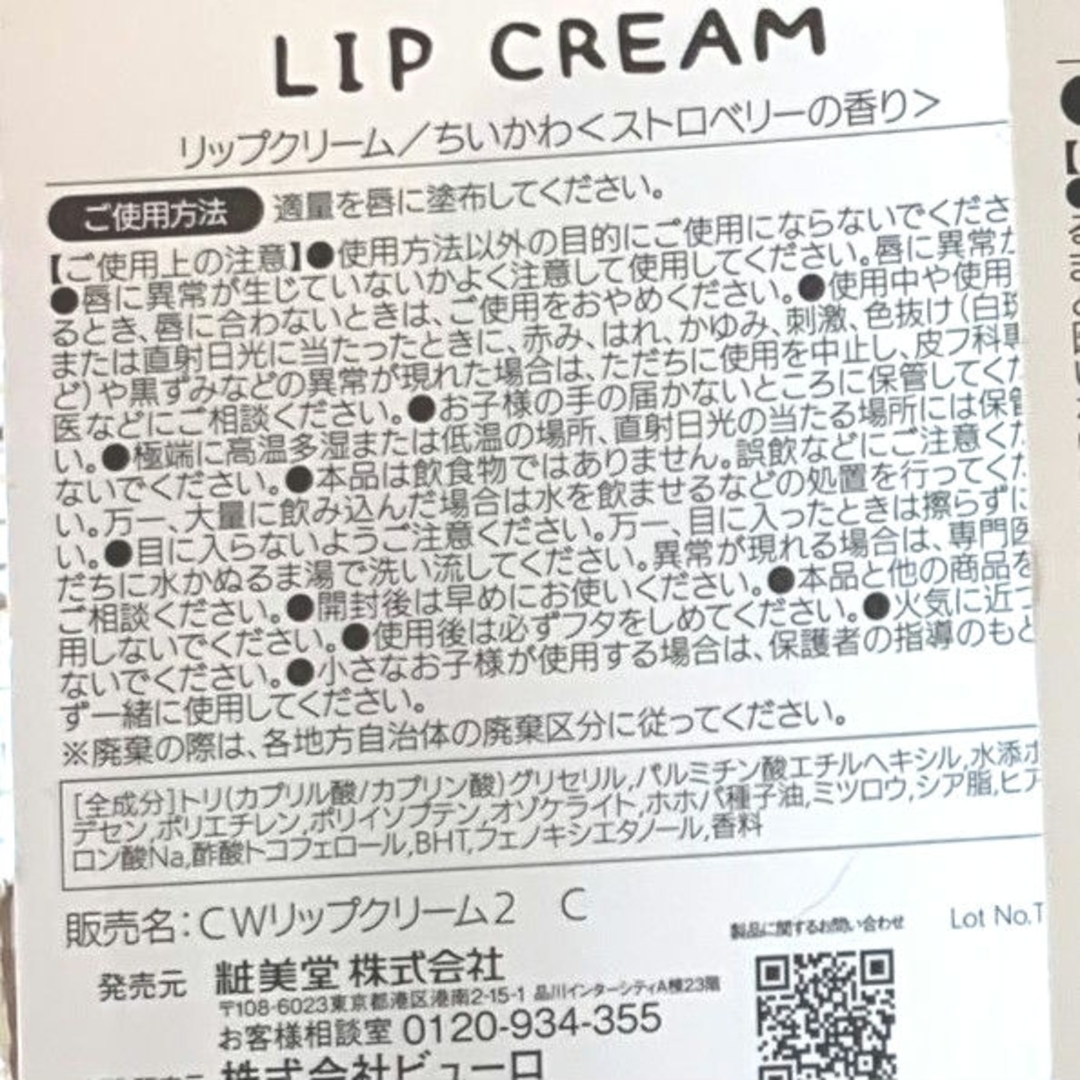 LIP CREAM
リップクリーム/ちいかわ<ストロベリーの香り>
ご使用方法 適量を唇に塗布してください。
【ご使用上の注意】●使用方法以外の目的にご使用にならないでくださ
●唇に異常が生じていないかよく注意して使用してください。唇に異常が
るとき、唇に合わないときは、ご使用をおやめください。●使用中や使用
または直射日光に当たったときに、赤み、はれ、かゆみ、刺激、色抜け(白斑
ど)や黒ずみなどの異常が現れた場合は、ただちに使用を中止し、皮フ科専
医などにご相談ください。●お子様の手の届かないところに保管してくだ
い。●極端に高温多湿または低温の場所、直射日光の当たる場所には保管
ないでください。●本品は飲食物ではありません。誤飲などにご注意くだ
い。万一、大量に飲み込んだ場合は水を飲ませるなどの処置を行ってくだ
い。●目に入らないようご注意ください。万一、目に入ったときは擦らずに
だちに水かぬるま湯で洗い流してください。異常が現れる場合は、専門医
ご相談ください。●開封後は早めにお使いください。●本品と他の商品を
用しないでください。●使用後は必ずフタをしめてください。●火気に近づ
ないでください。●小さなお子様が使用する場合は、保護者の指導のもと
ず一緒に使用してください。
※廃棄の際は、各地方自治体の廃棄区分に従ってください。
[全成分]トリ(カプリル酸/カプリン酸)グリセリル,パルミチン酸エチルヘキシル,水添ポ
デセン,ポリエチレン,ポリイソブテン,オゾケライト,ホホバ種子油,ミツロウ,シア脂,ヒア
ロン酸Na,酢酸トコフェロール,BHT,フェノキシエタノール,香料
販売名:CWリップクリーム2 C
製品に関するお問い合わせ
Lot No.T
発売元 粧美堂 株式会社
〒108-6023東京都港区港南2-15-1 品川インターシティA棟23階
お客様相談室 0120-934-355
株式会社ビューロ